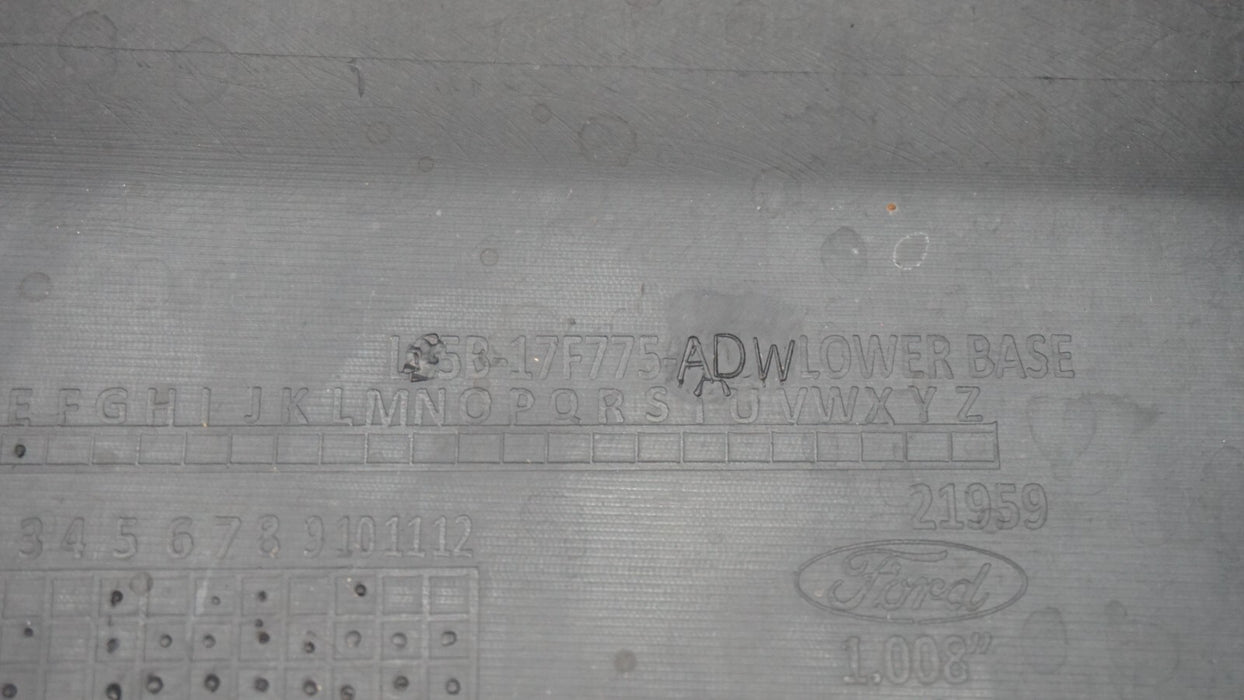 17F775-ADW LOWER BASE
E F G H I J K L M N O P Q R S T U V W X Y Z
21959
3 4 5 6 7 8 9 10 11 12
Ford
1.008"